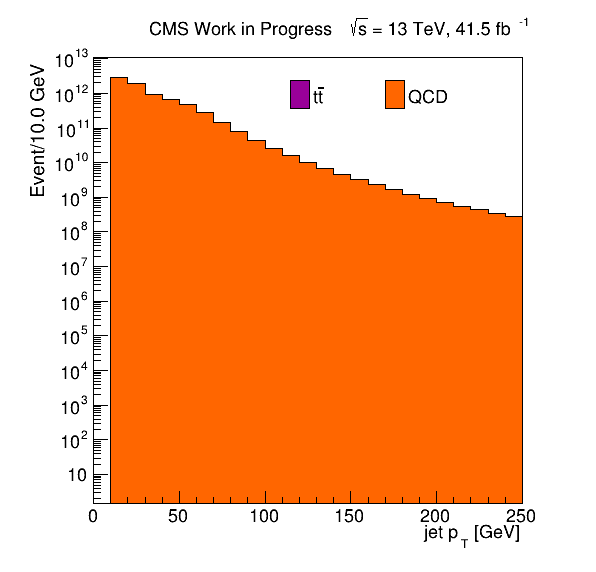 CMS Work in Progress √s = 13 TeV, 41.5 fb⁻¹
Event/10.0 GeV
10¹³
10¹²
10¹¹
10¹⁰
10⁹
10⁸
10⁷
10⁶
10⁵
10⁴
10³
10²
10
tt̄ QCD
0 50 100 150 200 250
jet p_T [GeV]